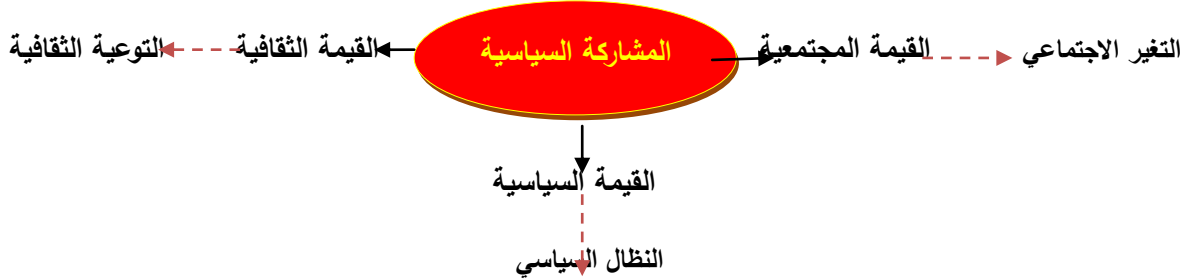 المشاركة السياسية
القيمة المجتمعية
التغير الاجتماعي
القيمة الثقافية
التوعية الثقافية
القيمة السياسية
النظال السياسي